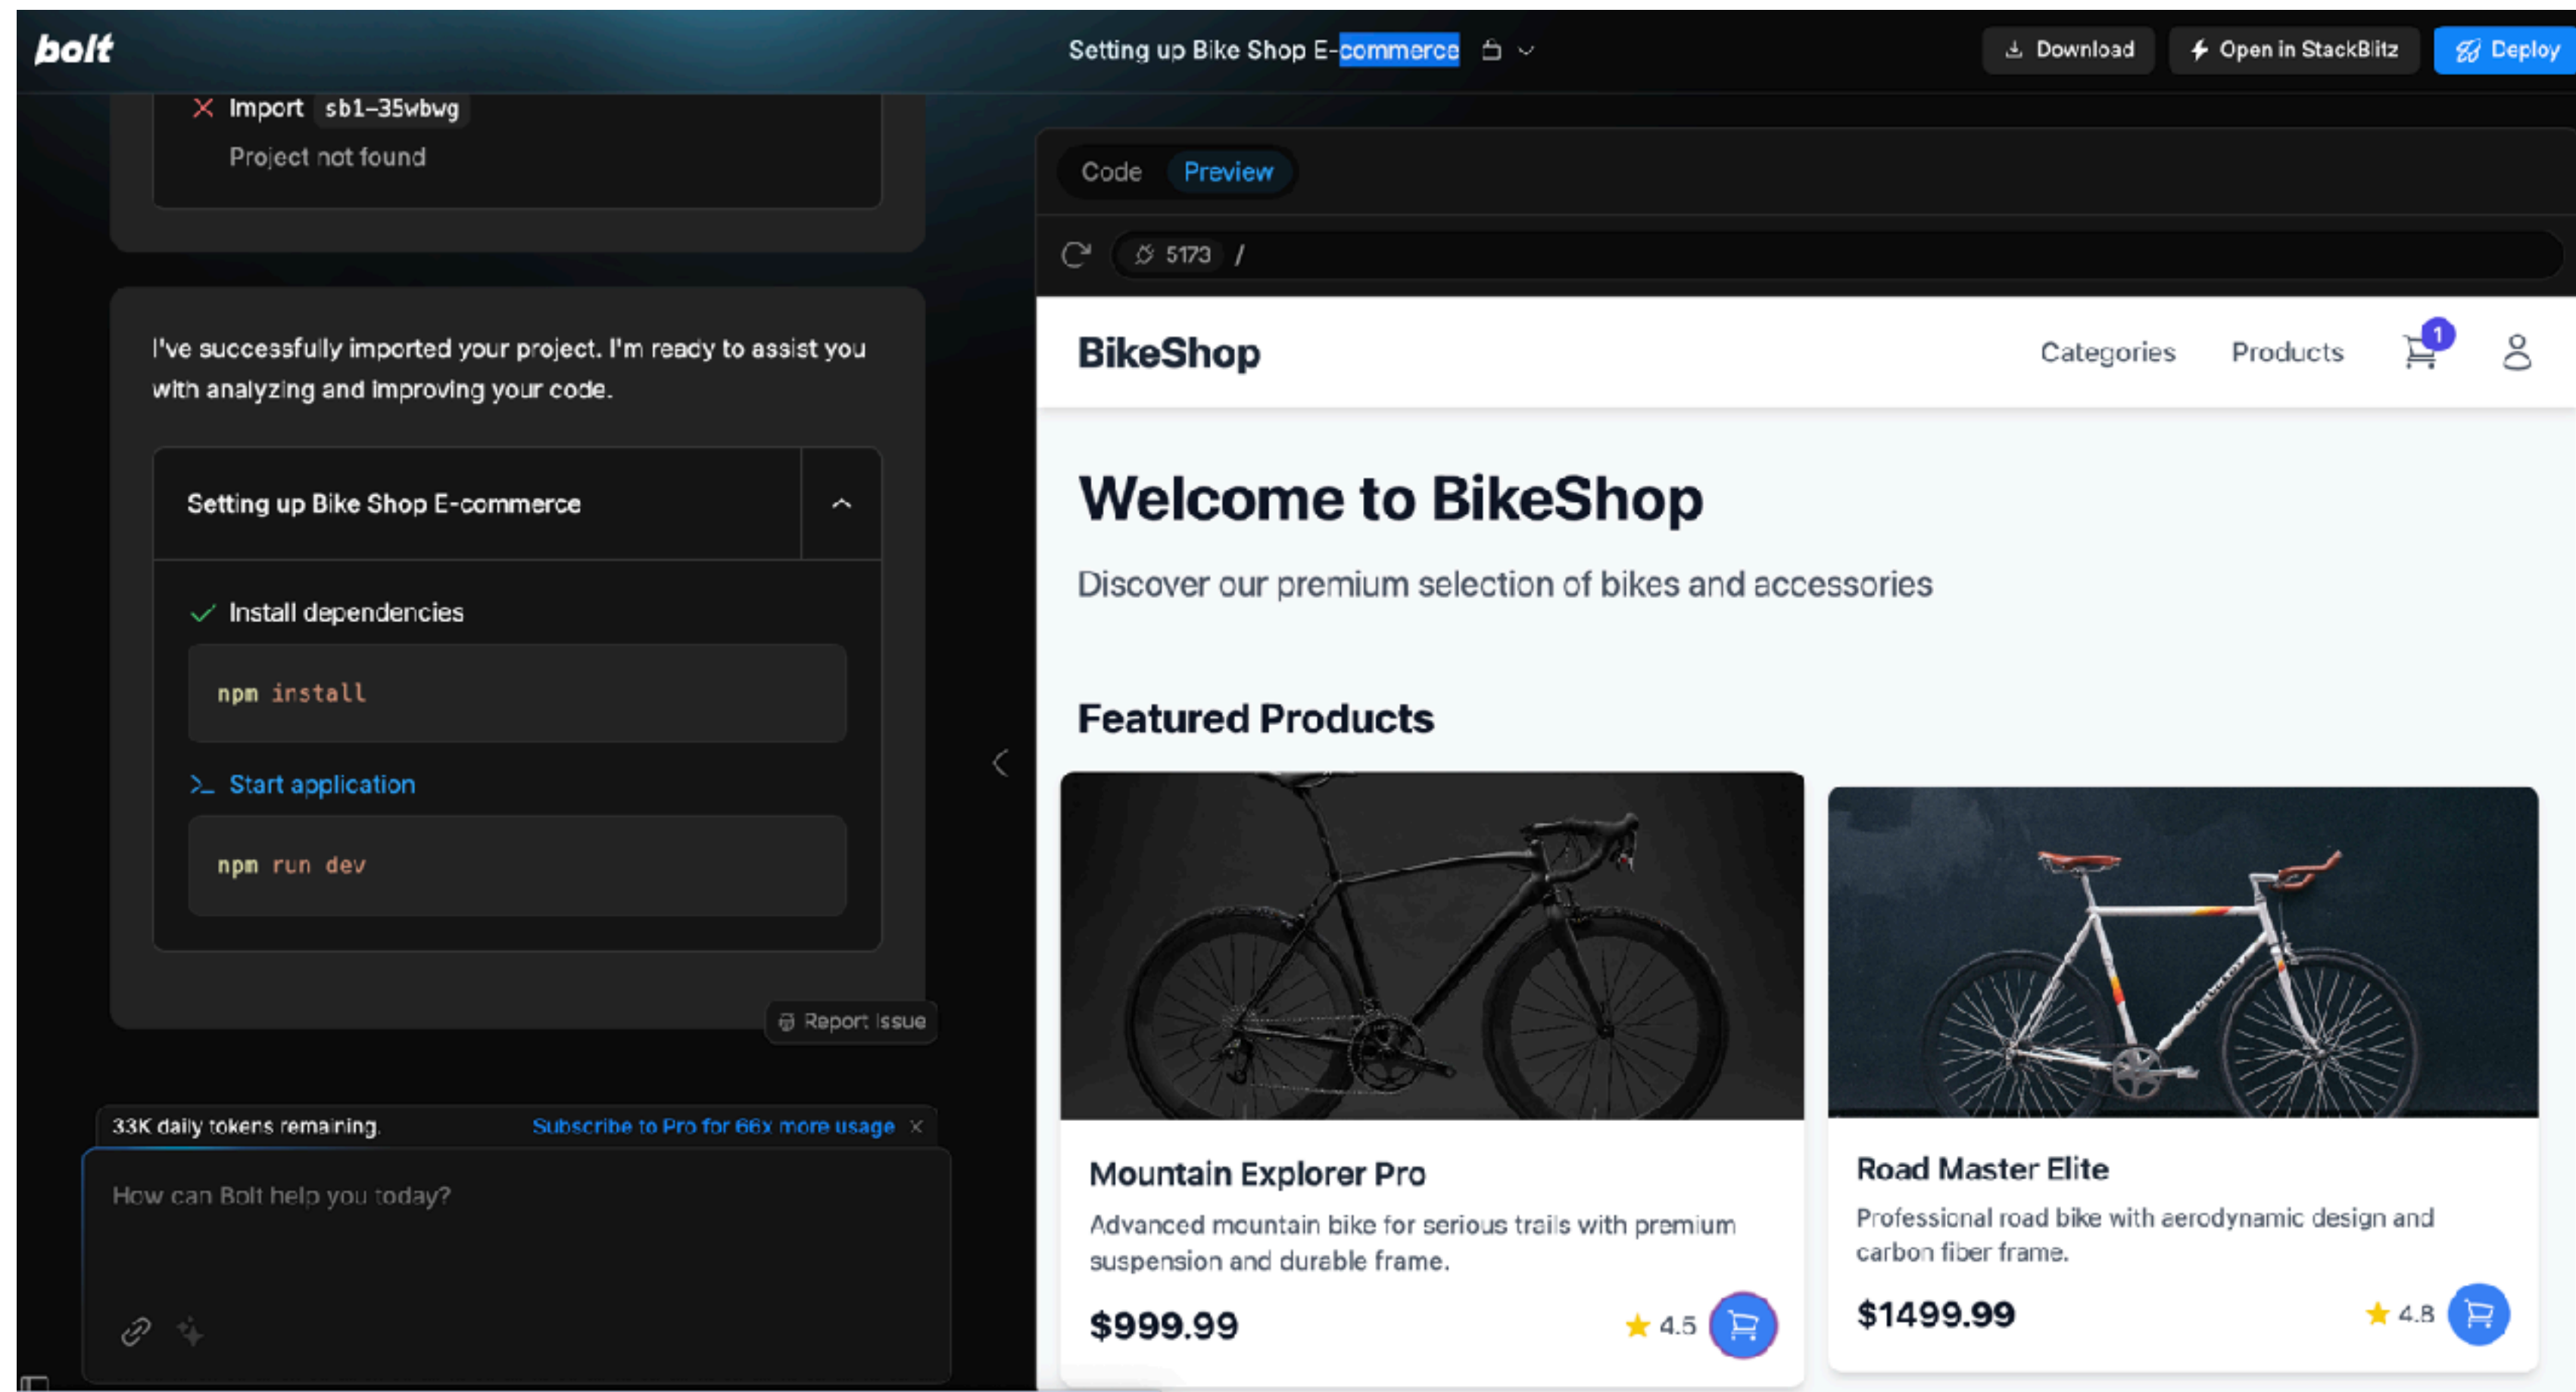 bolt
Setting up Bike Shop E-commerce
Download
Open in StackBlitz
Deploy
Import sb1-35wbwg
Project not found
I've successfully imported your project. I'm ready to assist you
with analyzing and improving your code.
Setting up Bike Shop E-commerce
Install dependencies
npm install
Start application
npm run dev
Report Issue
33K daily tokens remaining.
Subscribe to Pro for 66x more usage
How can Bolt help you today?
Code
Preview
5173 /
BikeShop
Categories
Products
1
Welcome to BikeShop
Discover our premium selection of bikes and accessories
Featured Products
Mountain Explorer Pro
Advanced mountain bike for serious trails with premium
suspension and durable frame.
$999.99
4.5
Road Master Elite
Professional road bike with aerodynamic design and
carbon fiber frame.
$1499.99
4.8